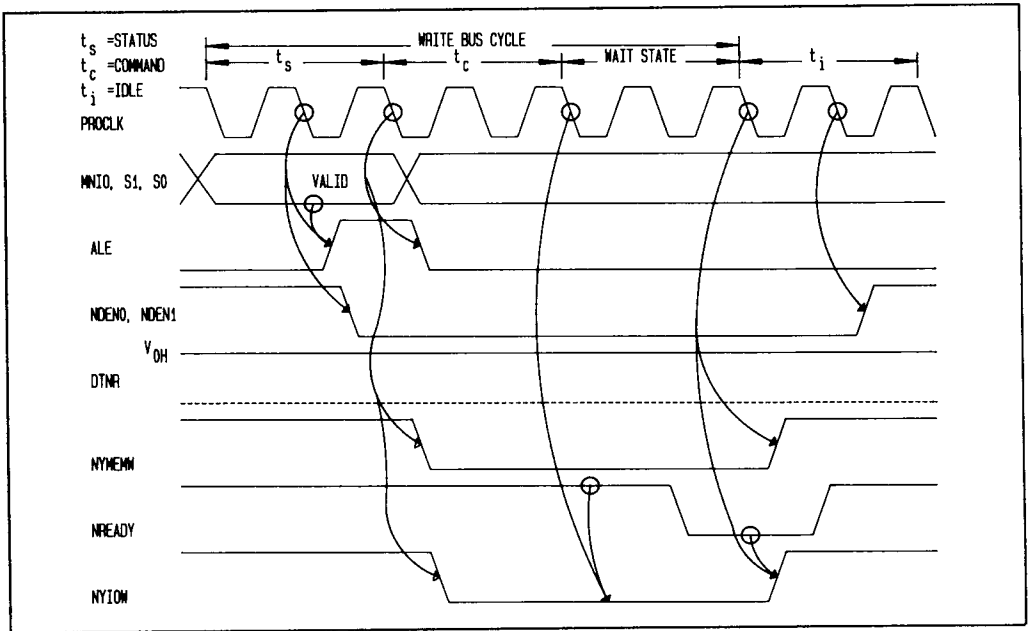 t_s =STATUS
t_c =COMMAND
t_i =IDLE
WRITE BUS CYCLE
t_s
t_c
WAIT STATE
t_i
PROCLK
MNIO, S1, S0
VALID
ALE
NDEN0, NDEN1
V_OH
DTNR
NYMEMW
NREADY
NYIOW